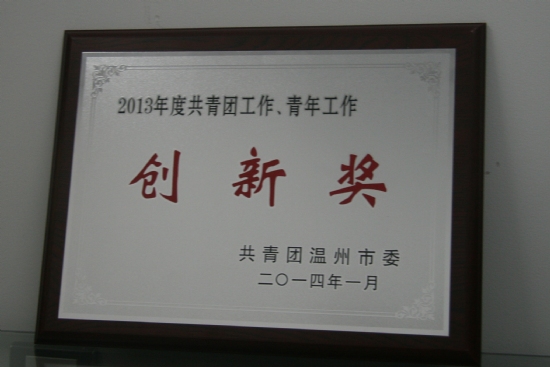 2013年度共青团工作、青年工作
创新奖
共青团温州市委
二〇一四年一月